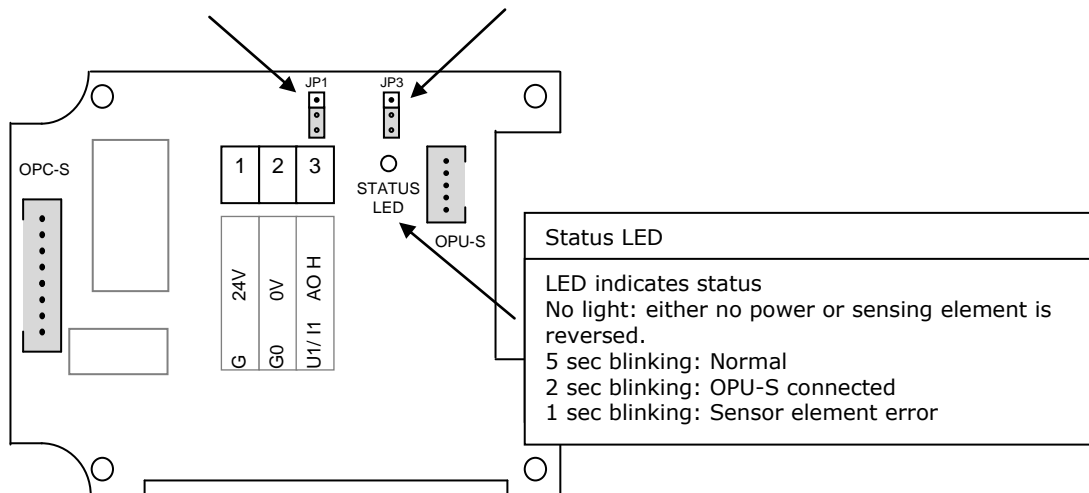 JP1
JP3
OPC-S
1 2 3
STATUS
LED
OPU-S
G 24V
G0 0V
U1/ I1 AO H
Status LED
LED indicates status
No light: either no power or sensing element is
reversed.
5 sec blinking: Normal
2 sec blinking: OPU-S connected
1 sec blinking: Sensor element error